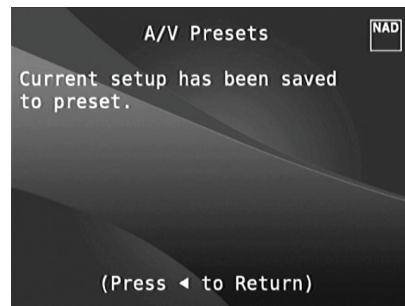 A/V Presets
NAD
Current setup has been saved
to preset.
(Press ◄ to Return)